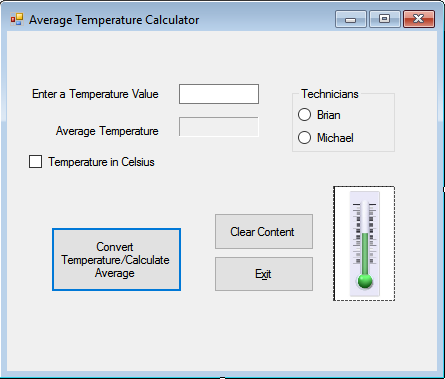 Average Temperature Calculator
Enter a Temperature Value
Technicians
Brian
Average Temperature
Michael
Temperature in Celsius
Convert
Temperature/Calculate
Average
Clear Content
Exit